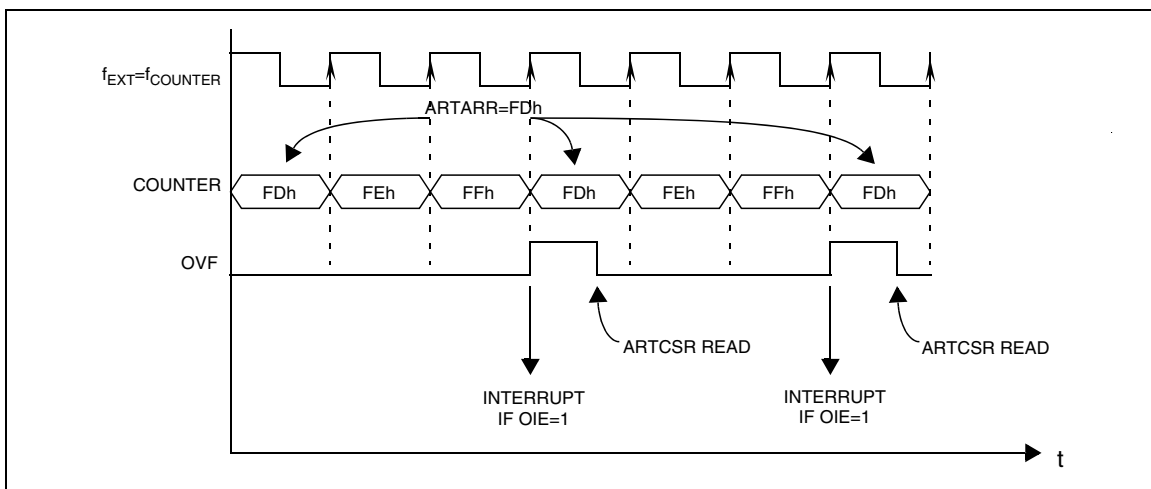 fEXT=fCOUNTER
ARTARR=FDh
COUNTER
FDh
FEh
FFh
FDh
FEh
FFh
FDh
OVF
ARTCSR READ
ARTCSR READ
INTERRUPT
IF OIE=1
INTERRUPT
IF OIE=1
t